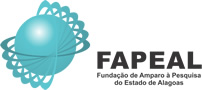 FAPEAL
Fundação de Amparo à Pesquisa
do Estado de Alagoas